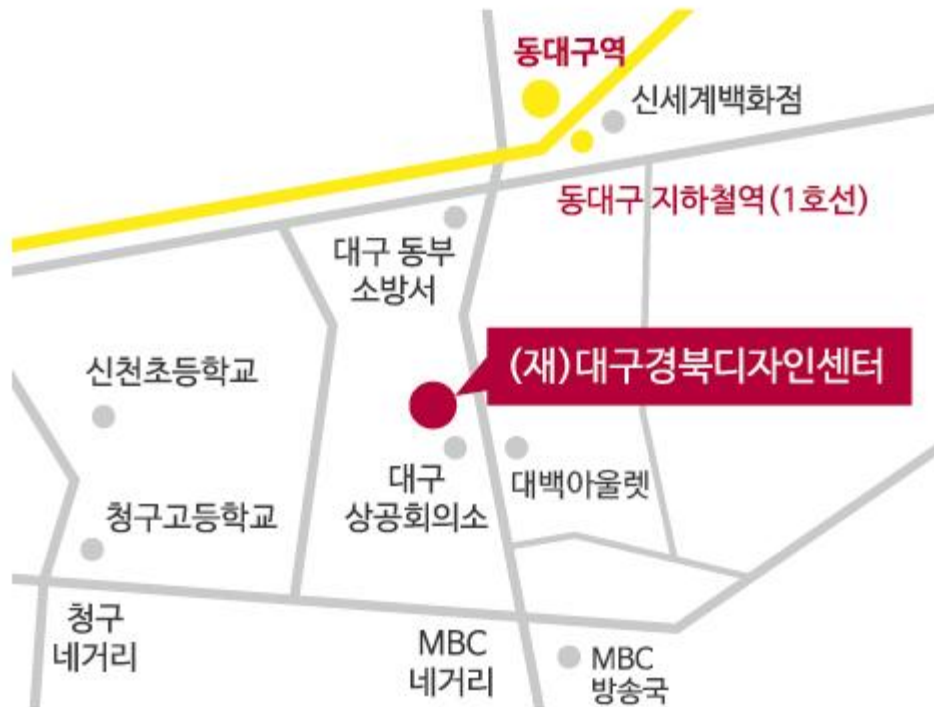 동대구역
신세계백화점
동대구 지하철역(1호선)
대구 동부
소방서
(재)대구경북디자인센터
신천초등학교
대구
상공회의소
대백아울렛
청구고등학교
청구
네거리
MBC
네거리
MBC
방송국